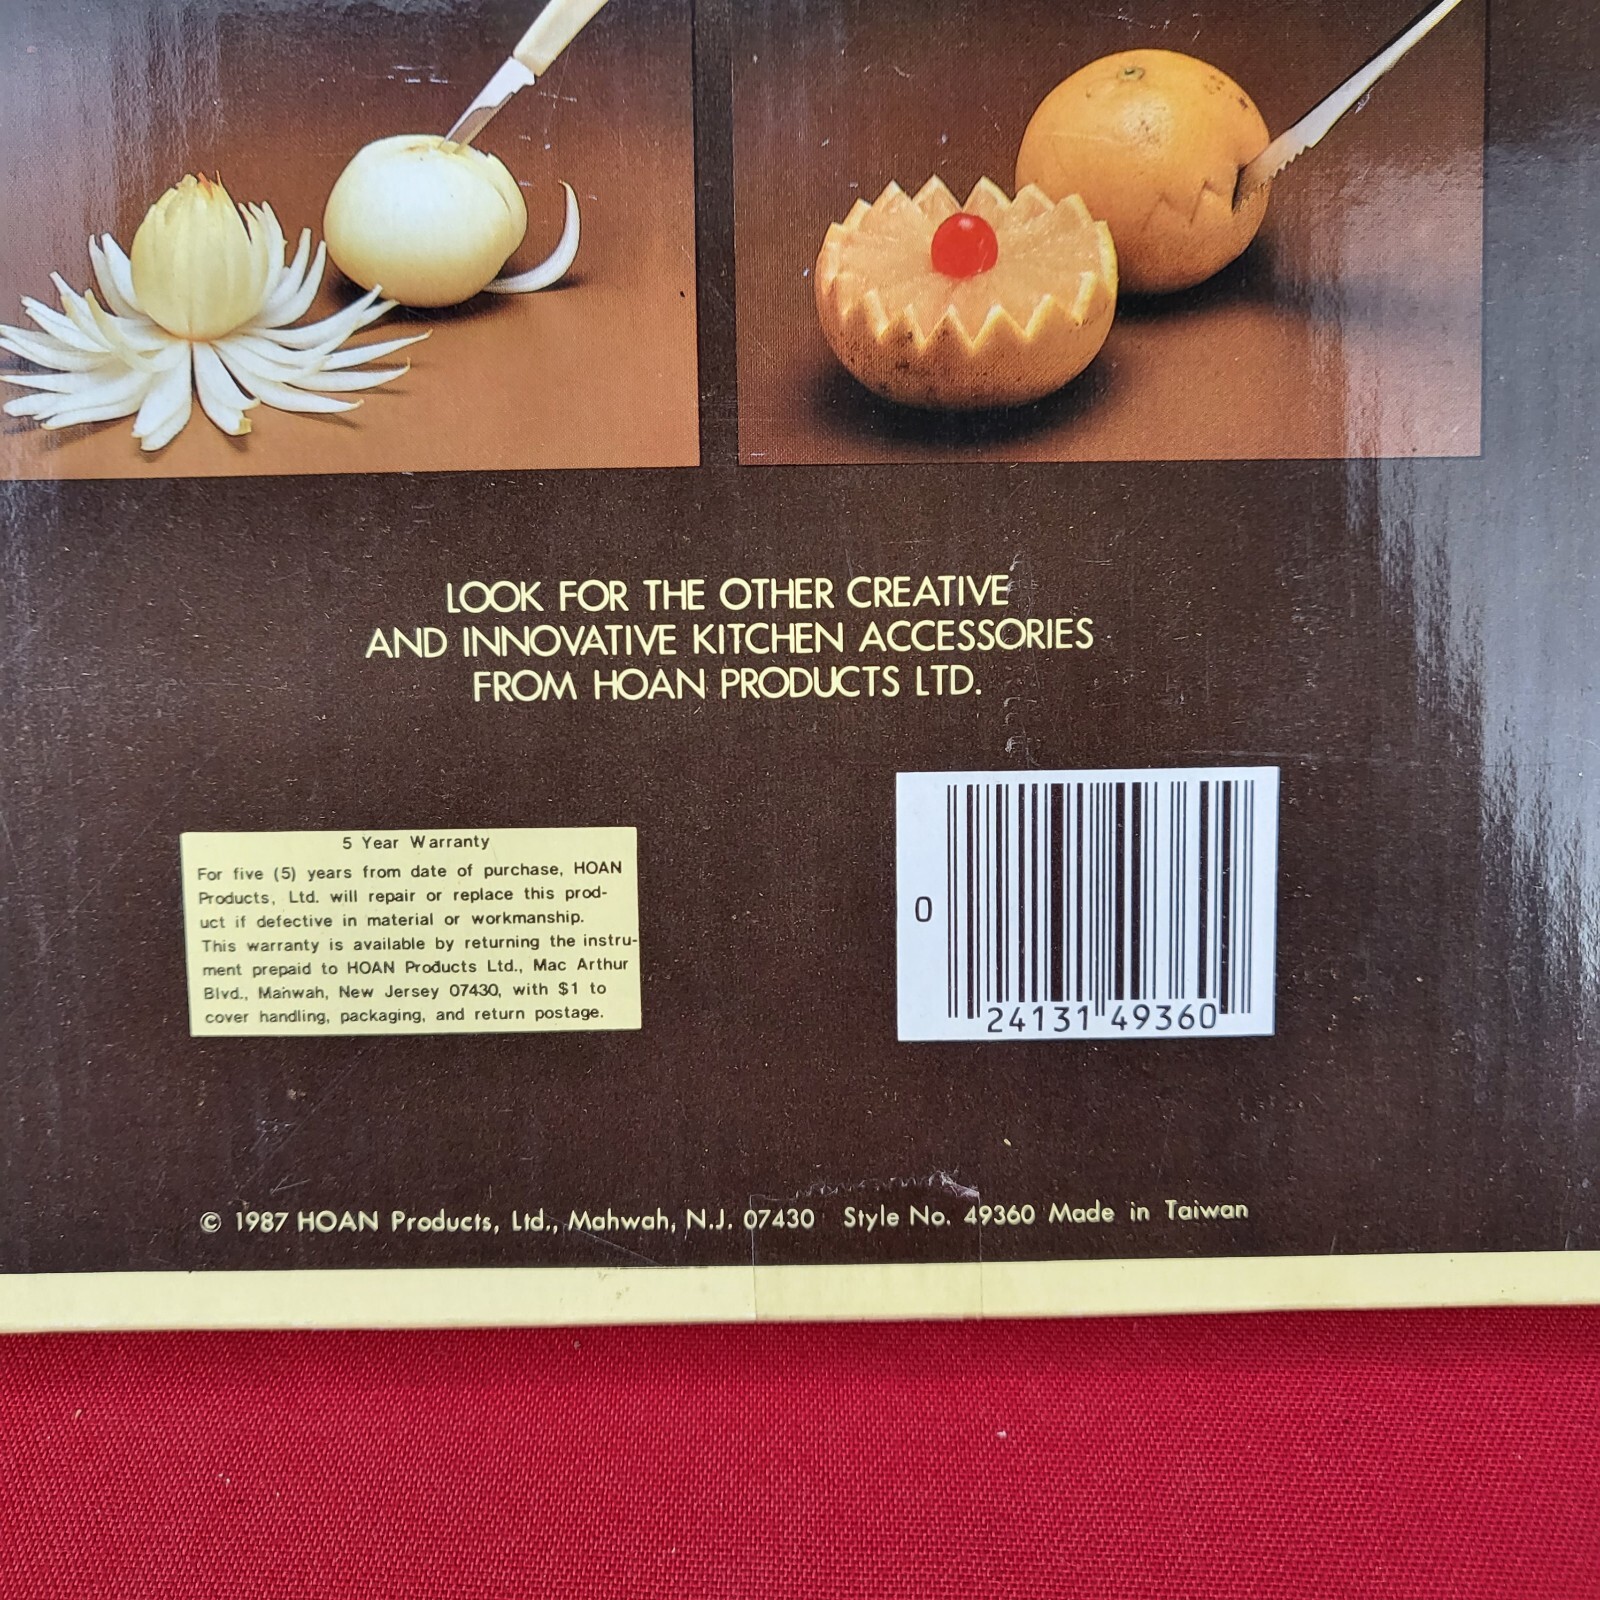 LOOK FOR THE OTHER CREATIVE
AND INNOVATIVE KITCHEN ACCESSORIES
FROM HOAN PRODUCTS LTD.
5 Year Warranty
For five (5) years from date of purchase, HOAN
Products, Ltd. will repair or replace this prod-
uct if defective in material or workmanship.
This warranty is available by returning the instru-
ment prepaid to HOAN Products Ltd., Mac Arthur
Blvd., Mahwah, New Jersey 07430, with $1 to
cover handling, packaging, and return postage.
0
24131 49360
© 1987 HOAN Products, Ltd., Mahwah, N.J. 07430 Style No. 49360 Made in Taiwan